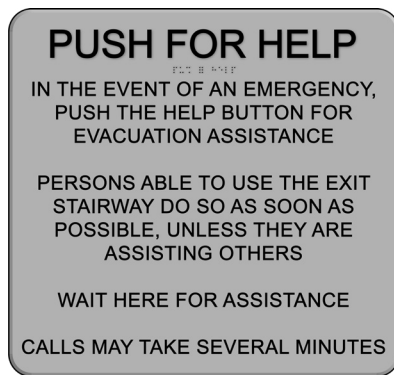 PUSH FOR HELP
IN THE EVENT OF AN EMERGENCY,
PUSH THE HELP BUTTON FOR
EVACUATION ASSISTANCE
PERSONS ABLE TO USE THE EXIT
STAIRWAY DO SO AS SOON AS
POSSIBLE, UNLESS THEY ARE
ASSISTING OTHERS
WAIT HERE FOR ASSISTANCE
CALLS MAY TAKE SEVERAL MINUTES